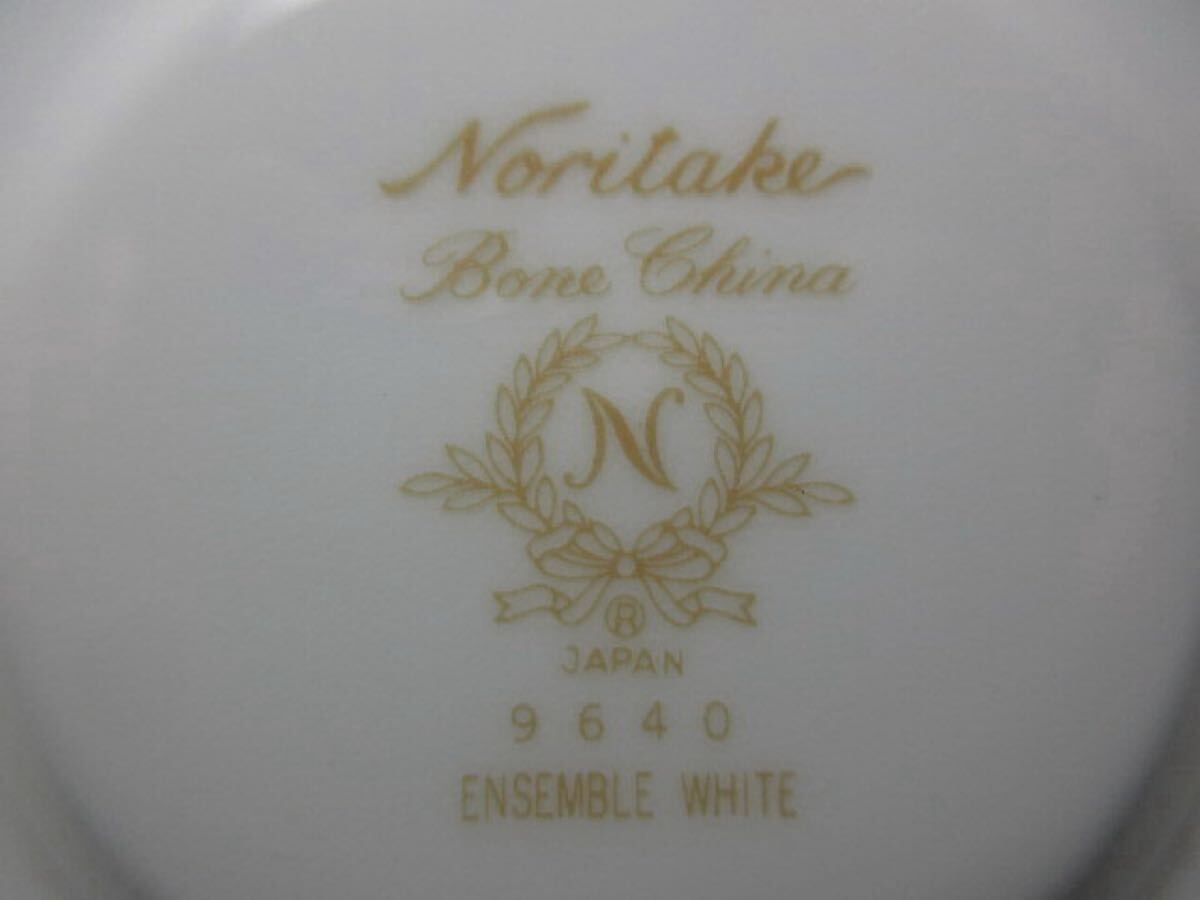 Noritake
Bone China
N
®
JAPAN
9640
ENSEMBLE WHITE